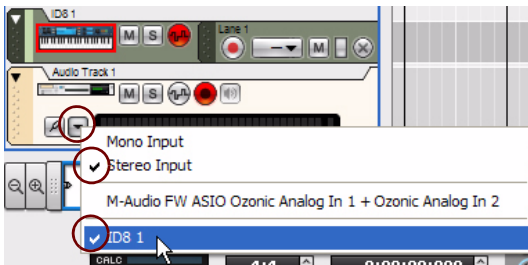 ID8 1
M S
Lane 1
M
Audio Track 1
M S
Mono Input
Stereo Input
M-Audio FW ASIO Ozonic Analog In 1 + Ozonic Analog In 2
ID8 1
CALC